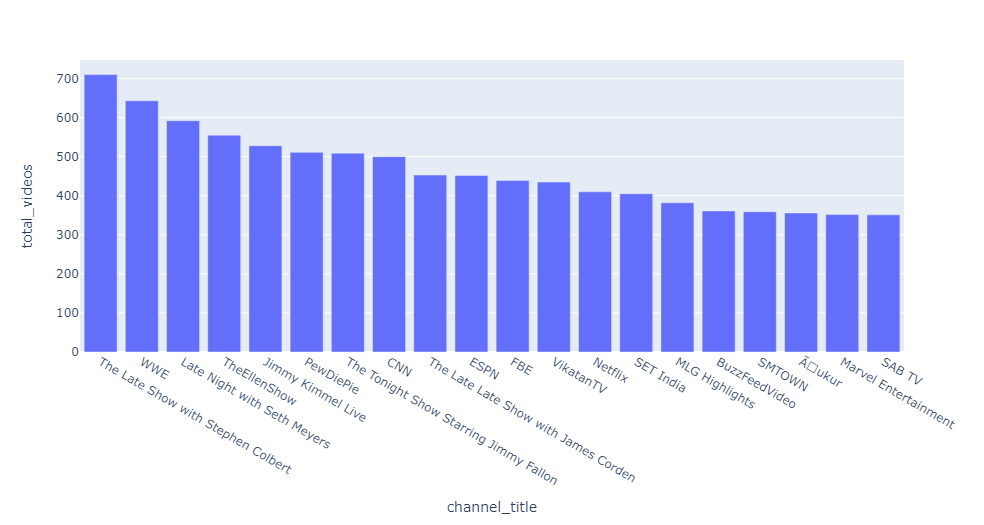 total_videos
700
600
500
400
300
200
100
0
The Late Show with Stephen Colbert
WWE
Late Night with Seth Meyers
TheEllenShow
Jimmy Kimmel Live
PewDiePie
The Tonight Show Starring Jimmy Fallon
CNN
The Late Late Show with James Corden
ESPN
FBE
VikatanTV
Netflix
SET India
MLG Highlights
BuzzFeedVideo
SMTOWN
Ã□□ukur
Marvel Entertainment
SAB TV
channel_title